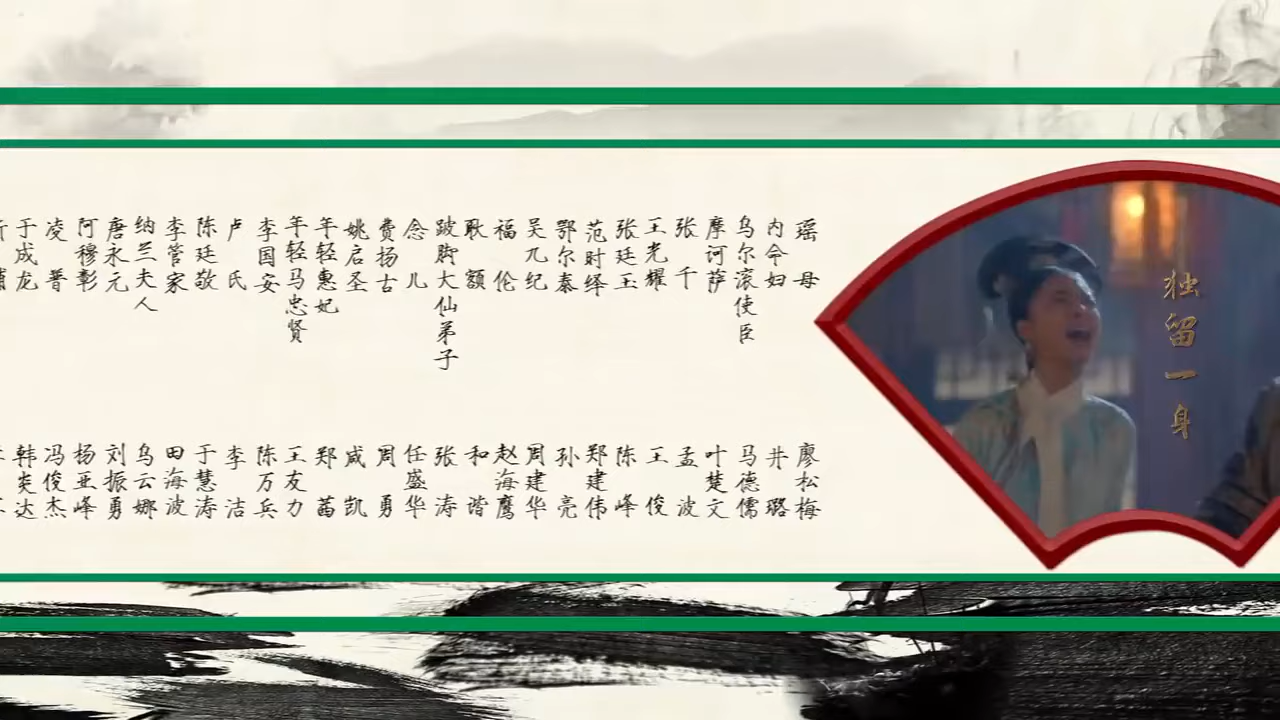 独留一身
瑶母
内令妇
乌尔滚使臣
摩诃萨
张千
王光耀
张廷玉
范时绎
鄂尔泰
吴尔纪
福伦
耿额
跛脚大仙弟子
念儿
费扬古
姚启圣
年轻惠妃
年轻马忠贤
李国安
卢氏
陈廷敬
李管家
纳兰夫人
唐永元
阿穆彰
凌普
于成龙
廖松梅
井璐
马德儒
叶楚文
孟波
王俊
陈峰
郑建伟
孙亮
周建华
赵海鹰
和谐
张涛
任盛华
周勇
咸凯
郑茜
王友力
陈万兵
李洁
于慧涛
田海波
乌云娜
刘振勇
杨亚峰
冯俊杰
韩炎达